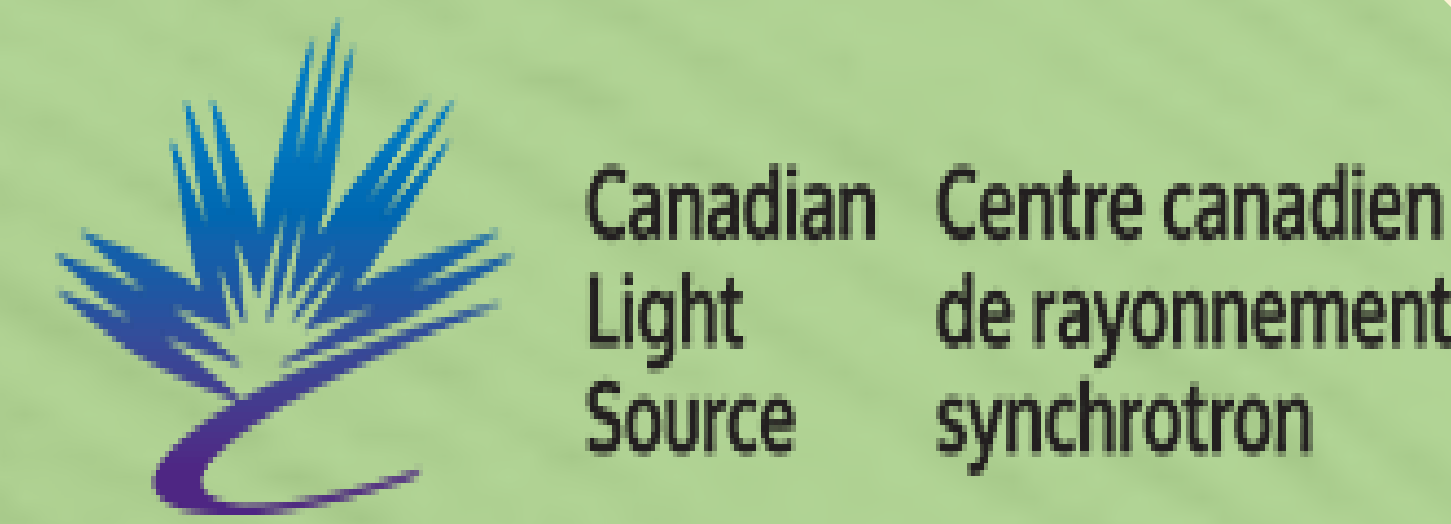 Canadian
Light
Source
Centre canadien
de rayonnement
synchrotron